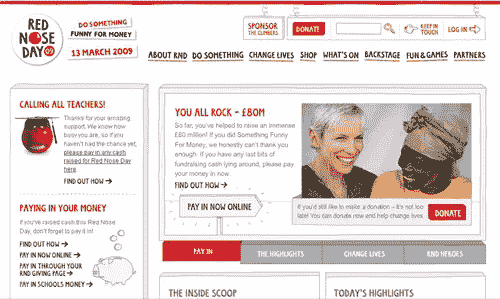 RED
NOSE
DAY 09
DO SOMETHING
FUNNY FOR MONEY
13 MARCH 2009
SPONSOR
THE CLIMBERS
DONATE!
KEEP IN
TOUCH
LOG IN
ABOUT RND DO SOMETHING CHANGE LIVES SHOP WHAT'S ON BACKSTAGE FUN & GAMES PARTNERS
CALLING ALL TEACHERS!
Thanks for your amazing
support. We know how
busy you are, so if you
haven't had the chance yet,
please pay in any cash
raised for Red Nose Day
here.
FIND OUT HOW
PAYING IN YOUR MONEY
If you've raised cash this Red Nose
Day, don't forget to pay it in!
FIND OUT HOW
PAY IN NOW ONLINE
PAY IN THROUGH YOUR
RND GIVING PAGE
PAY IN SCHOOLS MONEY
YOU ALL ROCK - £80M
So far, you've helped to raise an immense
£80 million! If you did Something Funny
For Money, we honestly can't thank you
enough. If you have any last bits of
fundraising cash lying around, please pay
your money in now.
FIND OUT HOW
PAY IN NOW ONLINE
If you'd still like to make a donation – it's not too
late! You can donate now and help change lives.
DONATE
PAY IN
THE HIGHLIGHTS
CHANGE LIVES
RND HEROES
THE INSIDE SCOOP
TODAY'S HIGHLIGHTS